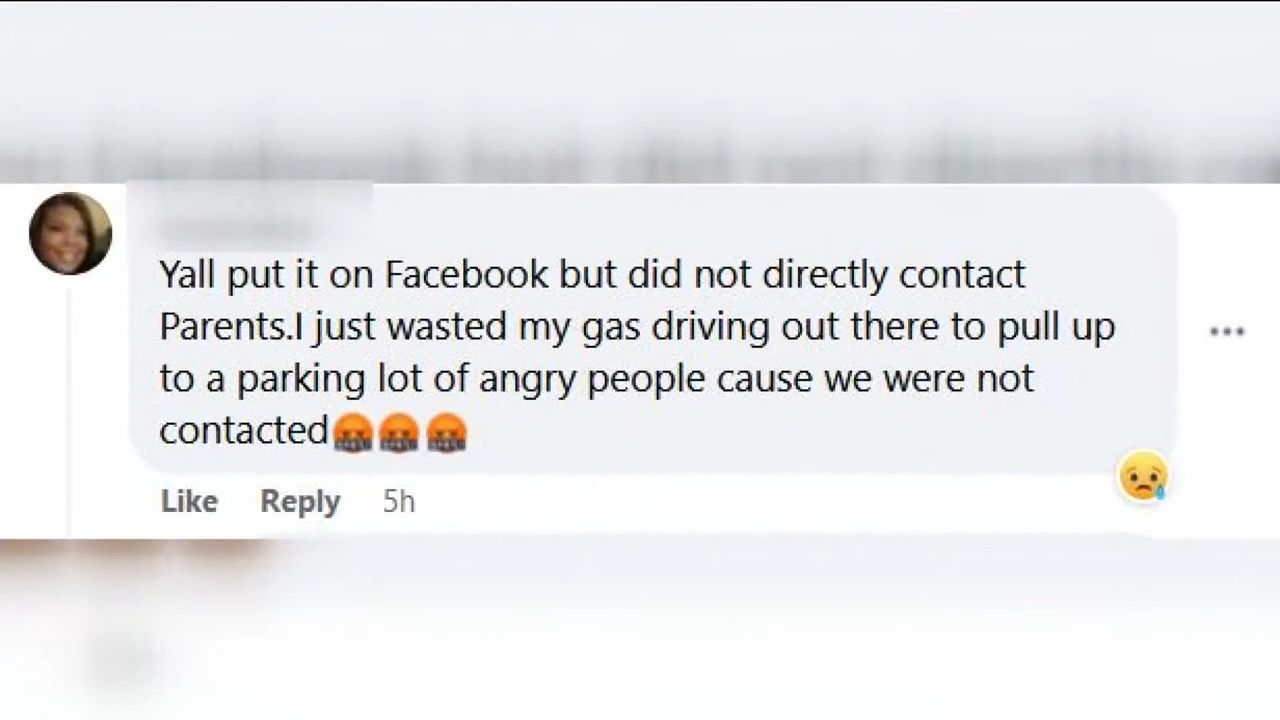 Yall put it on Facebook but did not directly contact
Parents.I just wasted my gas driving out there to pull up
to a parking lot of angry people cause we were not
contacted🤬🤬🤬
Like Reply 5h